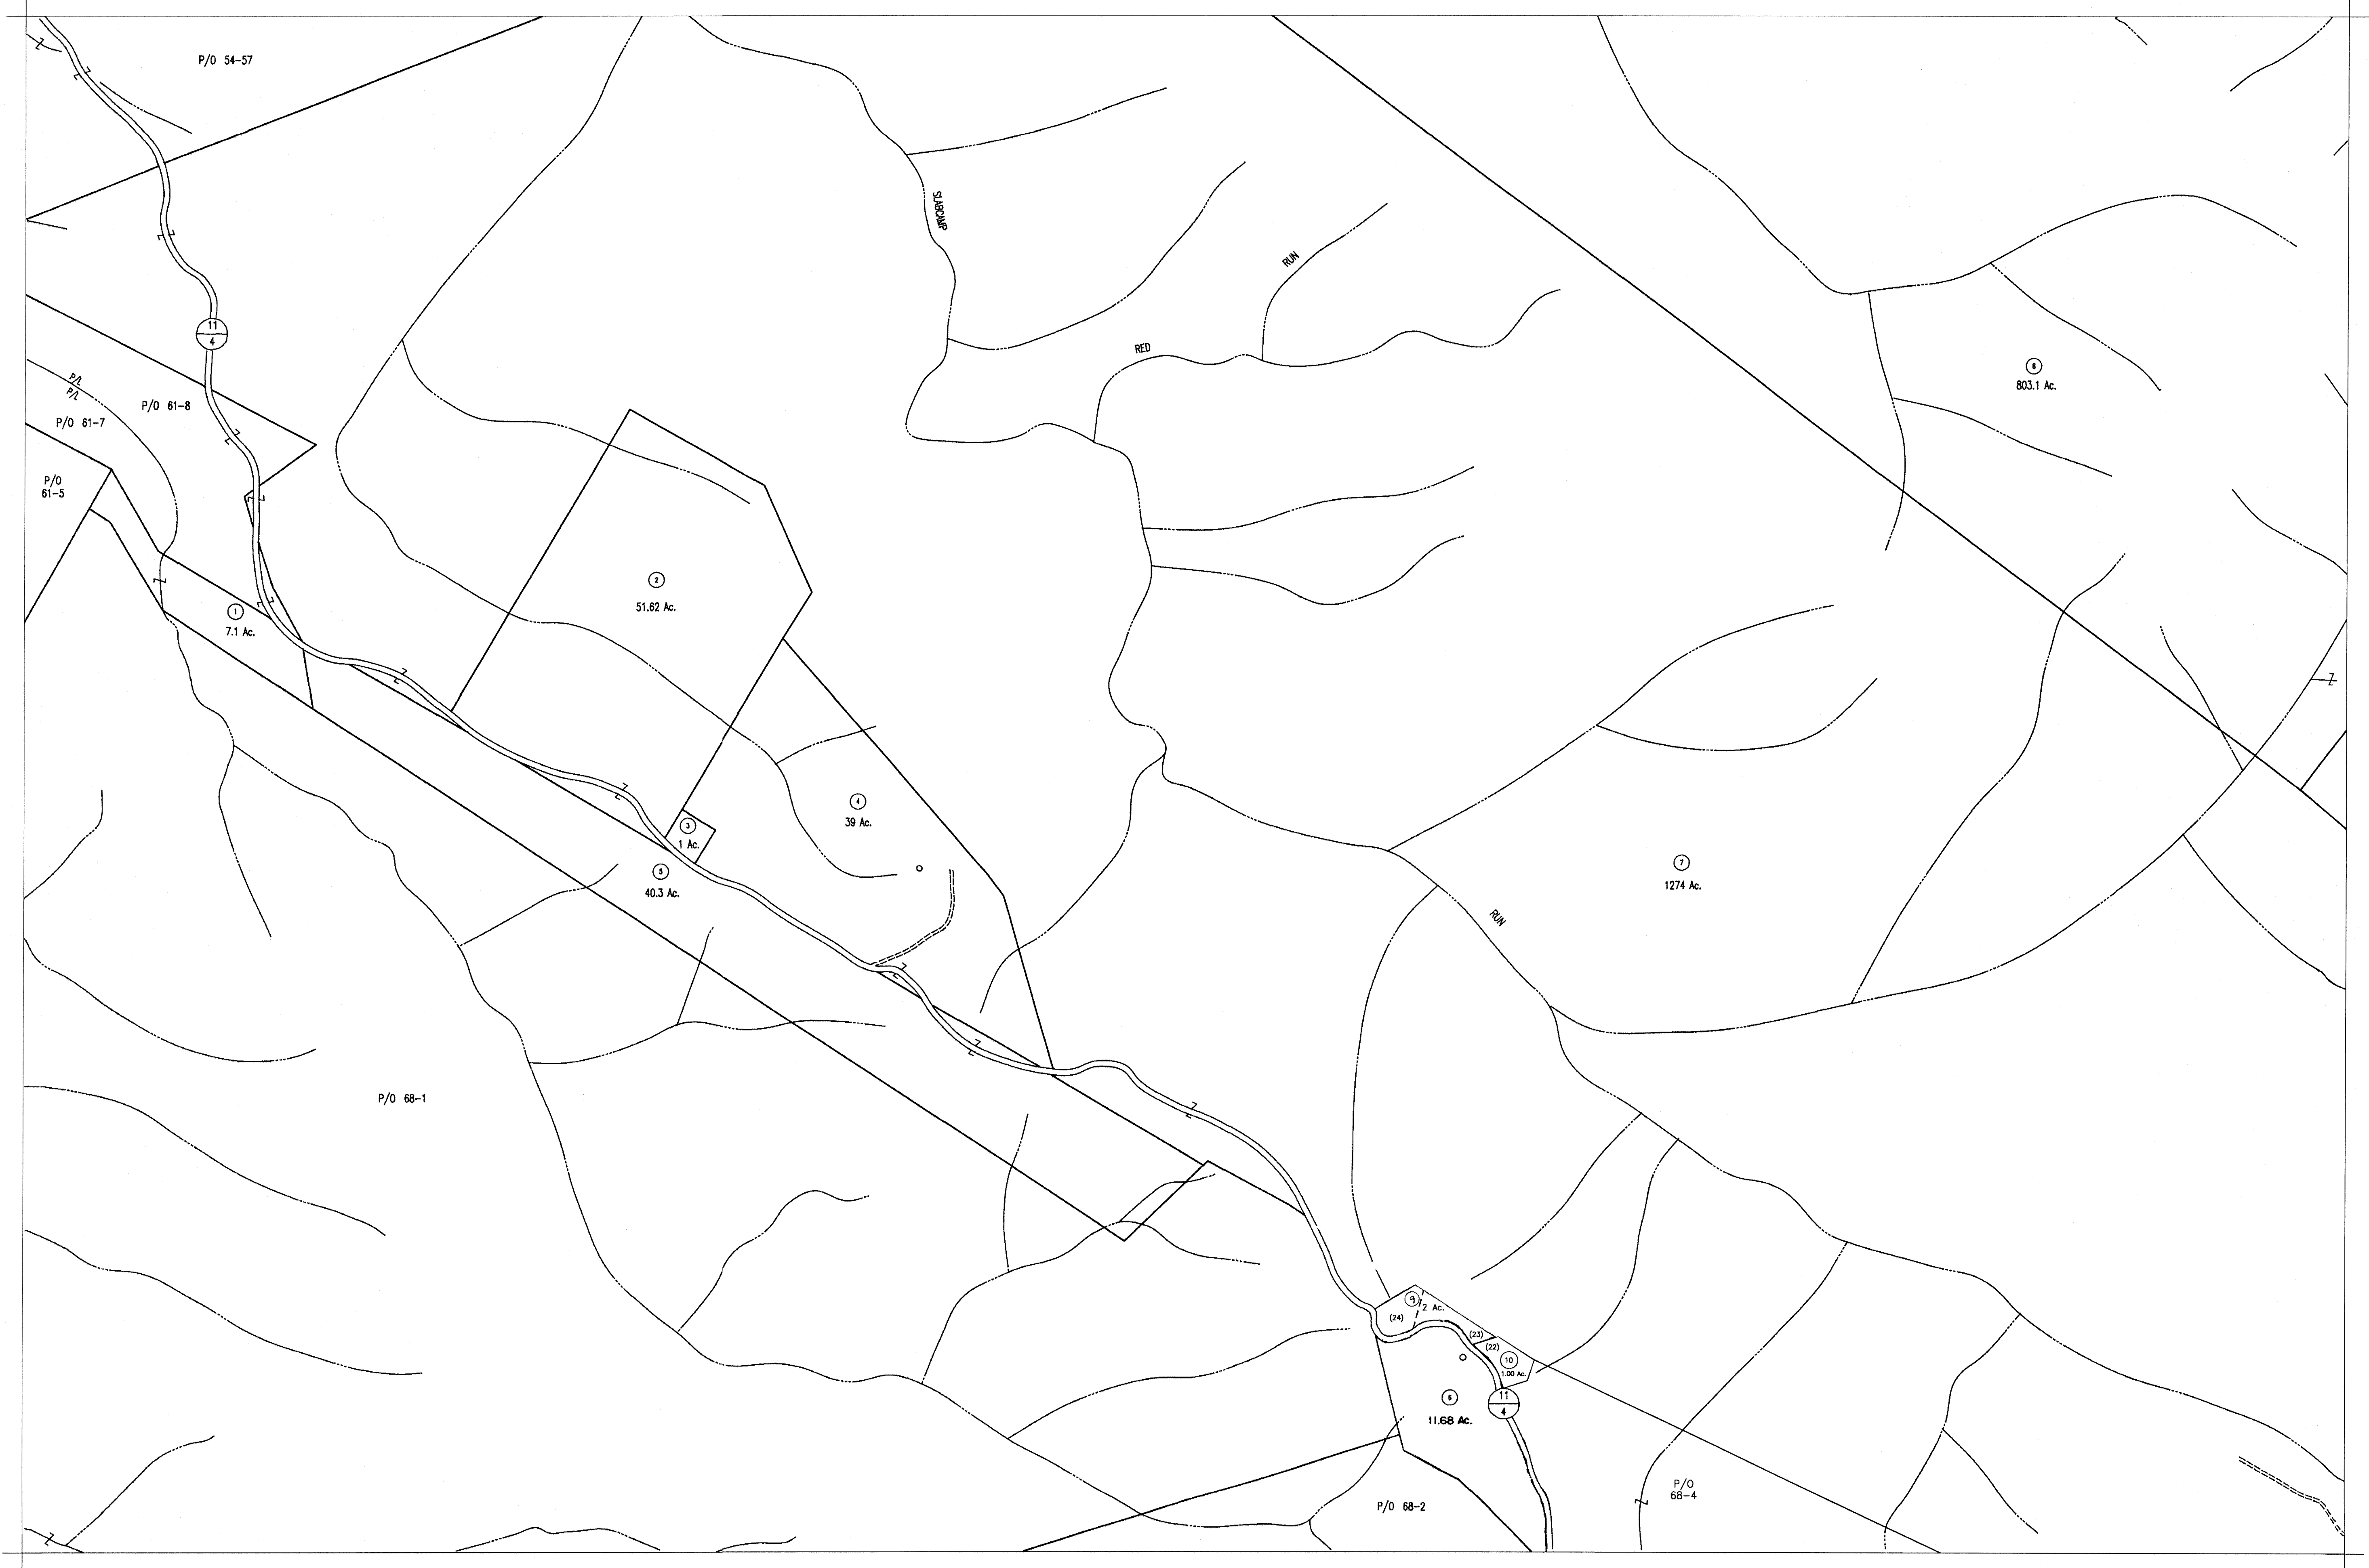 P/O 54-57
SLABCAMP
RUN
11
4
RED
8
803.1 Ac.
P/L
P/L
P/O 61-8
P/O 61-7
P/O
61-5
2
51.62 Ac.
1
7.1 Ac.
4
39 Ac.
3
1 Ac.
5
40.3 Ac.
7
1274 Ac.
RUN
P/O 68-1
9
2 Ac.
(24)
(23)
(22)
10
1.00 Ac.
6
11.68 Ac.
11
4
P/O 68-2
P/O
68-4